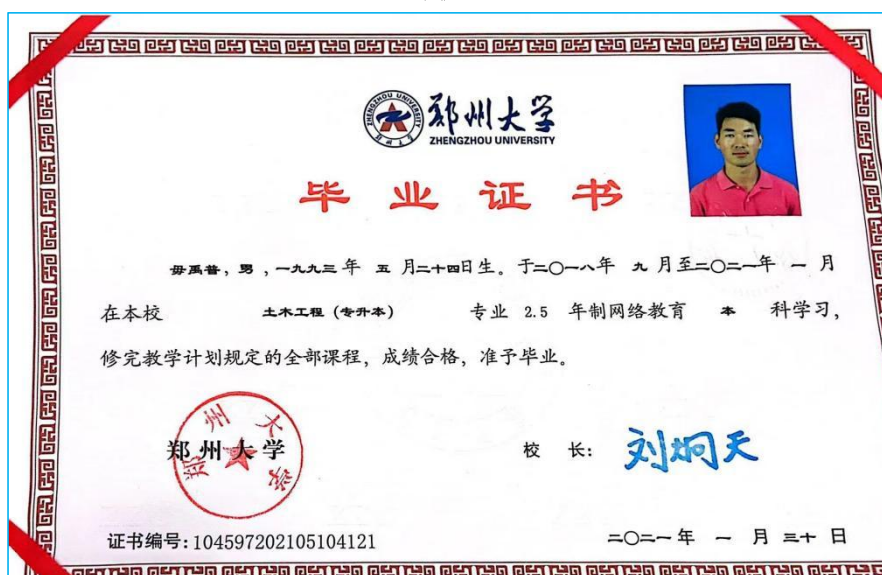 郑州大学
ZHENGZHOU UNIVERSITY
毕业证书
毋禹普，男，一九九三年 五 月二十四日生。于二〇一八年 九 月至二〇二一年 一 月
在本校 土木工程（专升本） 专业 2.5 年制网络教育 本 科学习，
修完教学计划规定的全部课程，成绩合格，准予毕业。
郑州大学
校 长：刘炯天
证书编号：104597202105104121
二〇二一年 一 月 三十 日